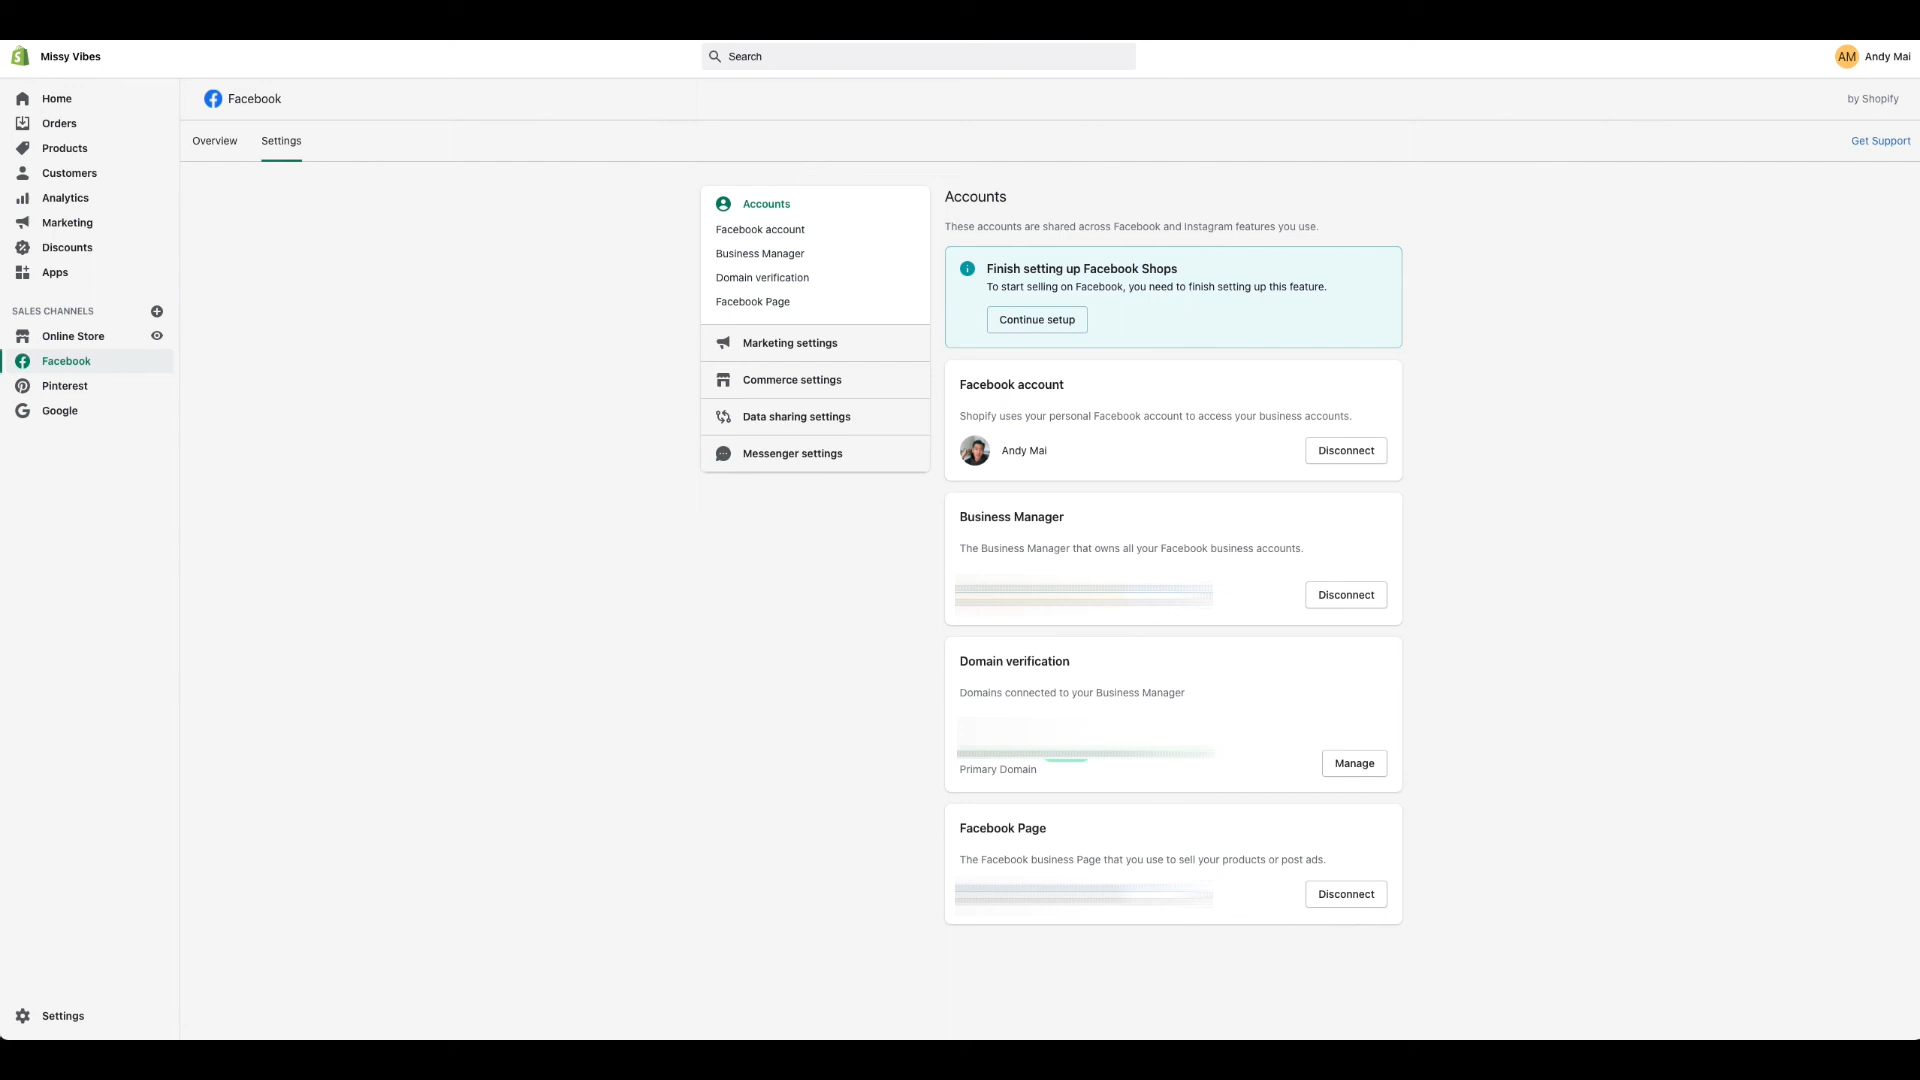 Missy Vibes
Search
AM Andy Mai
Home
Orders
Products
Customers
Analytics
Marketing
Discounts
Apps
SALES CHANNELS
Online Store
Facebook
Pinterest
Google
Settings
Facebook
by Shopify
Overview
Settings
Get Support
Accounts
Facebook account
Business Manager
Domain verification
Facebook Page
Marketing settings
Commerce settings
Data sharing settings
Messenger settings
Accounts
These accounts are shared across Facebook and Instagram features you use.
Finish setting up Facebook Shops
To start selling on Facebook, you need to finish setting up this feature.
Continue setup
Facebook account
Shopify uses your personal Facebook account to access your business accounts.
Andy Mai
Disconnect
Business Manager
The Business Manager that owns all your Facebook business accounts.
Disconnect
Domain verification
Domains connected to your Business Manager
Primary Domain
Manage
Facebook Page
The Facebook business Page that you use to sell your products or post ads.
Disconnect